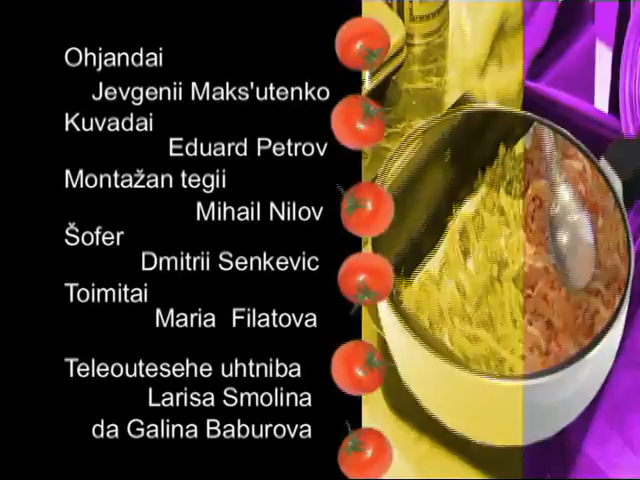 Ohjandai
Jevgenii Maks'utenko
Kuvadai
Eduard Petrov
Montažan tegii
Mihail Nilov
Šofer
Dmitrii Senkevic
Toimitai
Maria Filatova
Teleoutesehe uhtniba
Larisa Smolina
da Galina Baburova